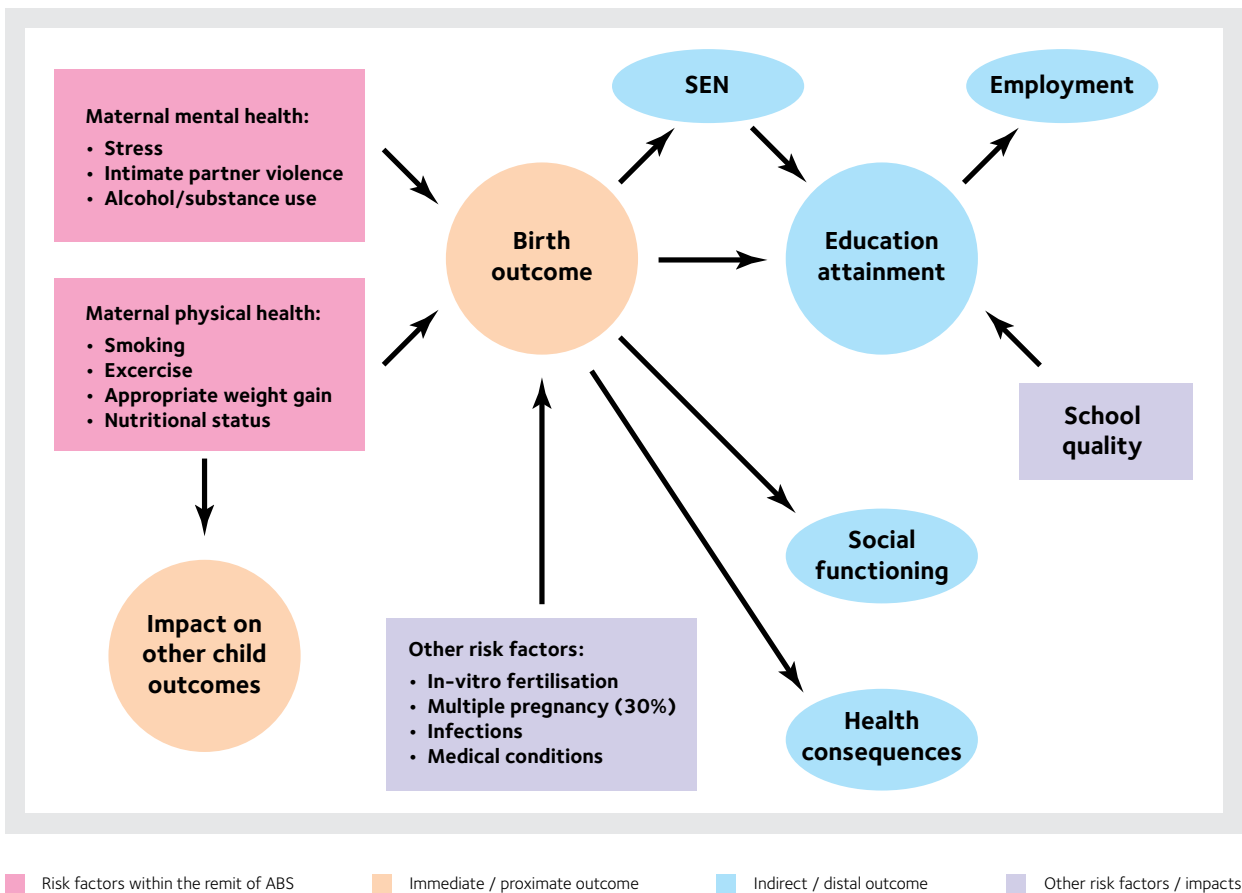 Maternal mental health:
• Stress
• Intimate partner violence
• Alcohol/substance use
Maternal physical health:
• Smoking
• Excercise
• Appropriate weight gain
• Nutritional status
Impact on
other child
outcomes
Birth
outcome
Other risk factors:
• In-vitro fertilisation
• Multiple pregnancy (30%)
• Infections
• Medical conditions
SEN
Employment
Education
attainment
School
quality
Social
functioning
Health
consequences
Risk factors within the remit of ABS
Immediate / proximate outcome
Indirect / distal outcome
Other risk factors / impacts